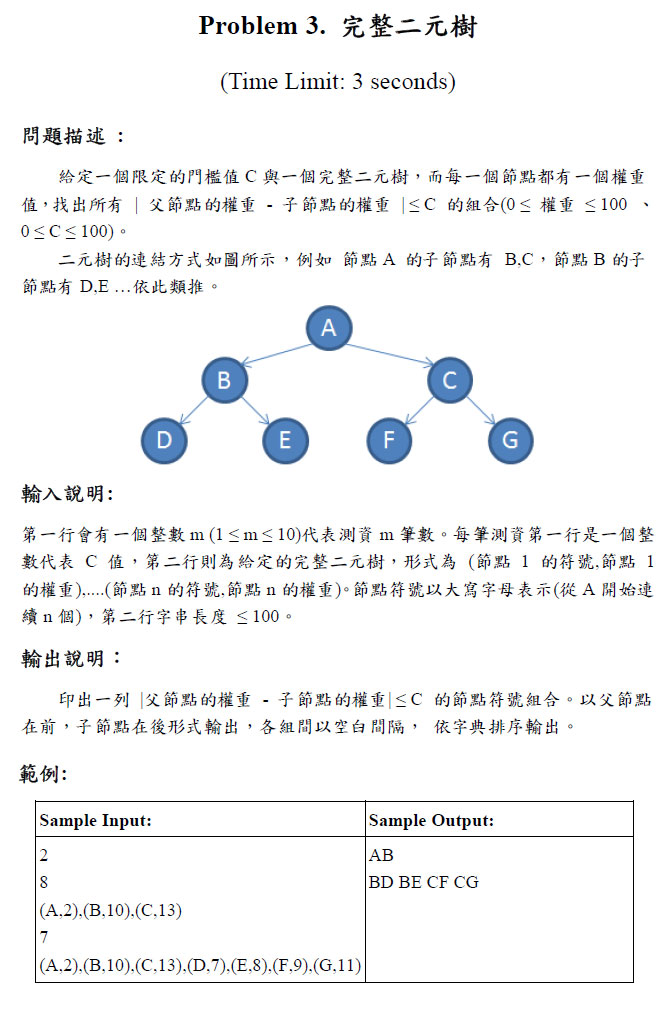 Problem 3. 完整二元樹
(Time Limit: 3 seconds)
問題描述 :
給定一個限定的門檻值 C 與一個完整二元樹，而每一個節點都有一個權重
值，找出所有 | 父節點的權重 - 子節點的權重 |≤C 的組合(0≤ 權重 ≤100 、
0≤C≤100)。
二元樹的連結方式如圖所示，例如 節點A 的子節點有 B,C，節點 B 的子
節點有 D,E …依此類推。
A
B
C
D
E
F
G
輸入說明:
第一行會有一個整數 m (1≤m≤10)代表測資 m 筆數。每筆測資第一行是一個整
數代表 C 值，第二行則為給定的完整二元樹，形式為 (節點 1 的符號,節點 1
的權重),....(節點 n 的符號,節點 n 的權重)。節點符號以大寫字母表示(從 A 開始連
續 n 個)，第二行字串長度 ≤100。
輸出說明：
印出一列 |父節點的權重 - 子節點的權重|≤C 的節點符號組合。以父節點
在前，子節點在後形式輸出，各組間以空白間隔， 依字典排序輸出。
範例:
Sample Input:
Sample Output:
2
8
(A,2),(B,10),(C,13)
7
(A,2),(B,10),(C,13),(D,7),(E,8),(F,9),(G,11)
AB
BD BE CF CG